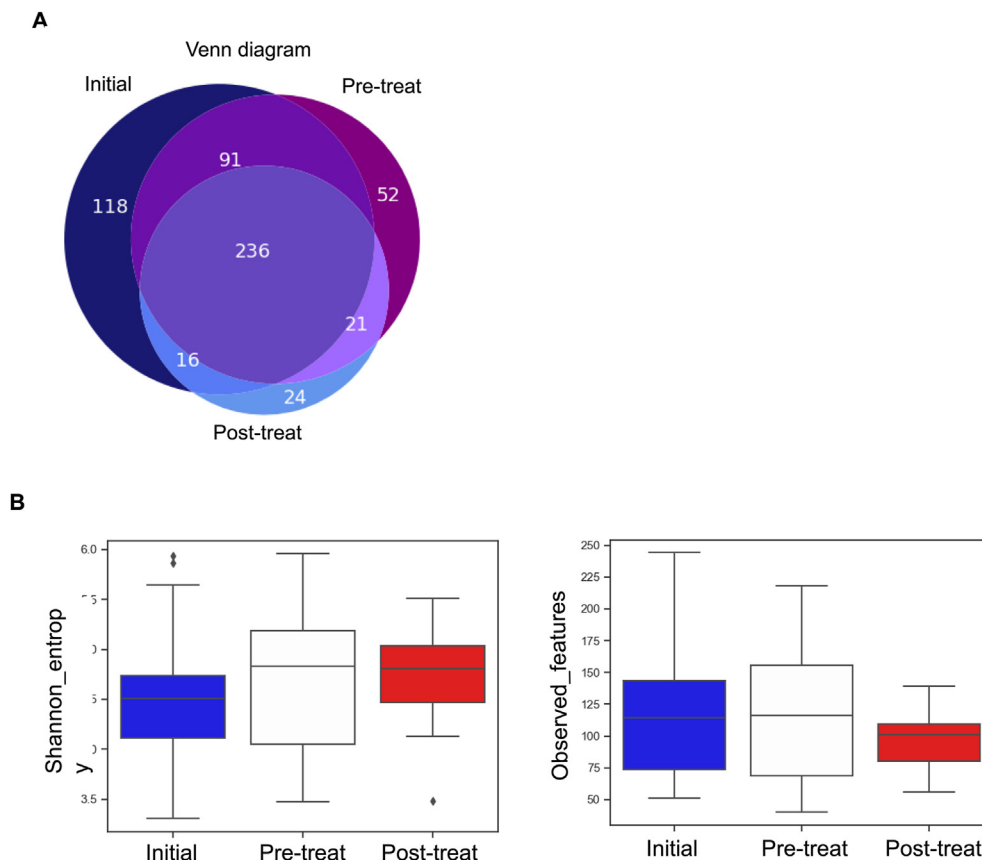 A
Venn diagram
Initial
Pre-treat
91
52
118
236
21
16
24
Post-treat
B
Shannon_entrop
y
6.0
3.5
Initial
Pre-treat
Post-treat
Observed_features
250
225
200
175
150
125
100
75
50
Initial
Pre-treat
Post-treat